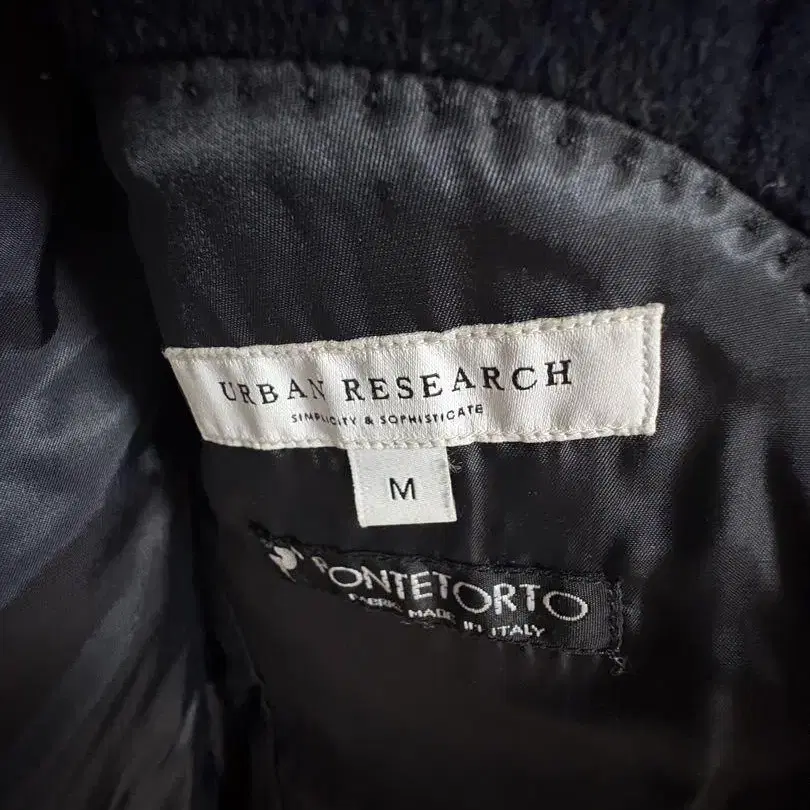 URBAN RESEARCH
SIMPLICITY & SOPHISTICATE
M
PONTETORTO
FABRIC MADE IN ITALY